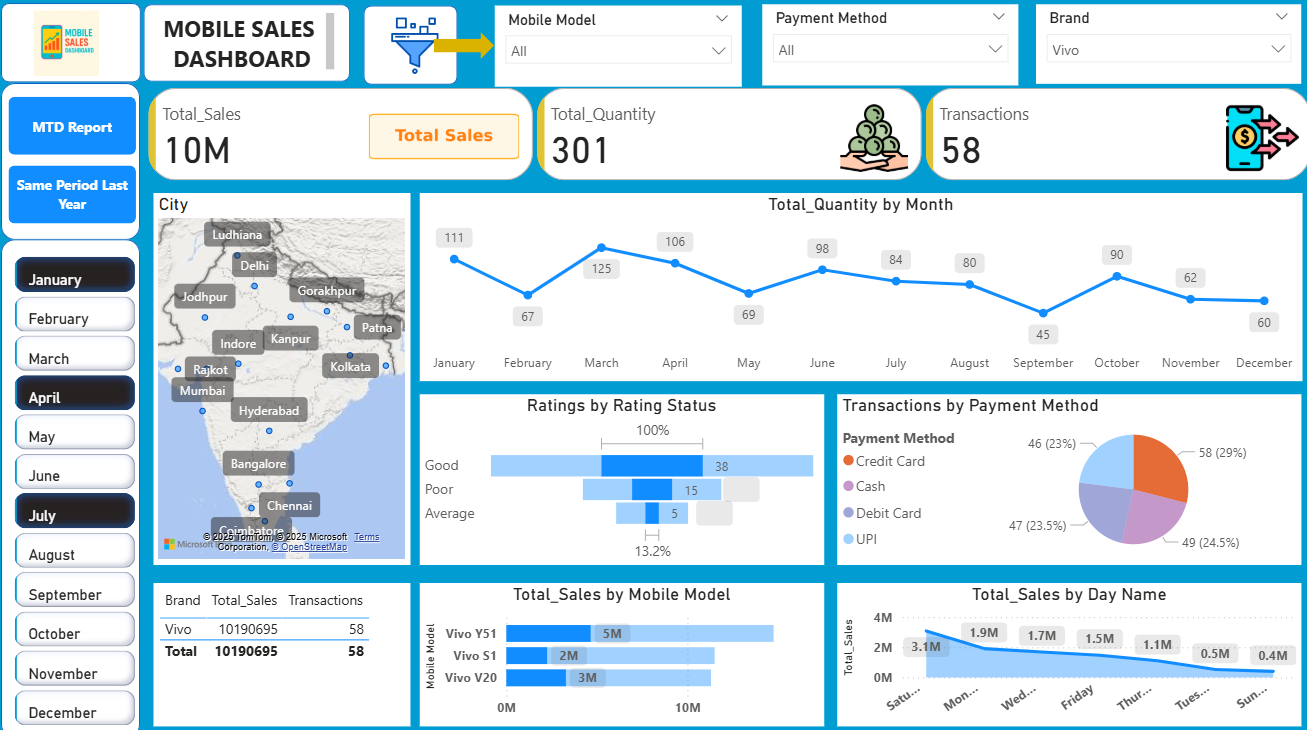 MOBILE
SALES
DASHBOARD
MOBILE SALES
DASHBOARD
Mobile Model
All
Payment Method
All
Brand
Vivo
MTD Report
Same Period Last
Year
Total_Sales
10M
Total Sales
Total_Quantity
301
Transactions
58
January
February
March
April
May
June
July
August
September
October
November
December
City
Ludhiana
Delhi
Jodhpur
Gorakhpur
Patna
Kanpur
Indore
Rajkot
Kolkata
Mumbai
Hyderabad
Bangalore
Chennai
Coimbatore
© 2025 TomTom, © 2025 Microsoft
Corporation, © OpenStreetMap
Terms
Total_Quantity by Month
111
67
125
106
69
98
84
80
45
90
62
60
January February March April May June July August September October November December
Ratings by Rating Status
100%
Good 38
Poor 15
Average 5
13.2%
Transactions by Payment Method
Payment Method
Credit Card
Cash
Debit Card
UPI
46 (23%)
58 (29%)
47 (23.5%)
49 (24.5%)
Brand Total_Sales Transactions
Vivo 10190695 58
Total 10190695 58
Total_Sales by Mobile Model
Mobile Model
Vivo Y51 5M
Vivo S1 2M
Vivo V20 3M
0M 10M
Total_Sales by Day Name
Total_Sales
4M
2M
0M
3.1M
1.9M
1.7M
1.5M
1.1M
0.5M
0.4M
Satu... Mon... Wed... Friday Thur... Tues... Sun...